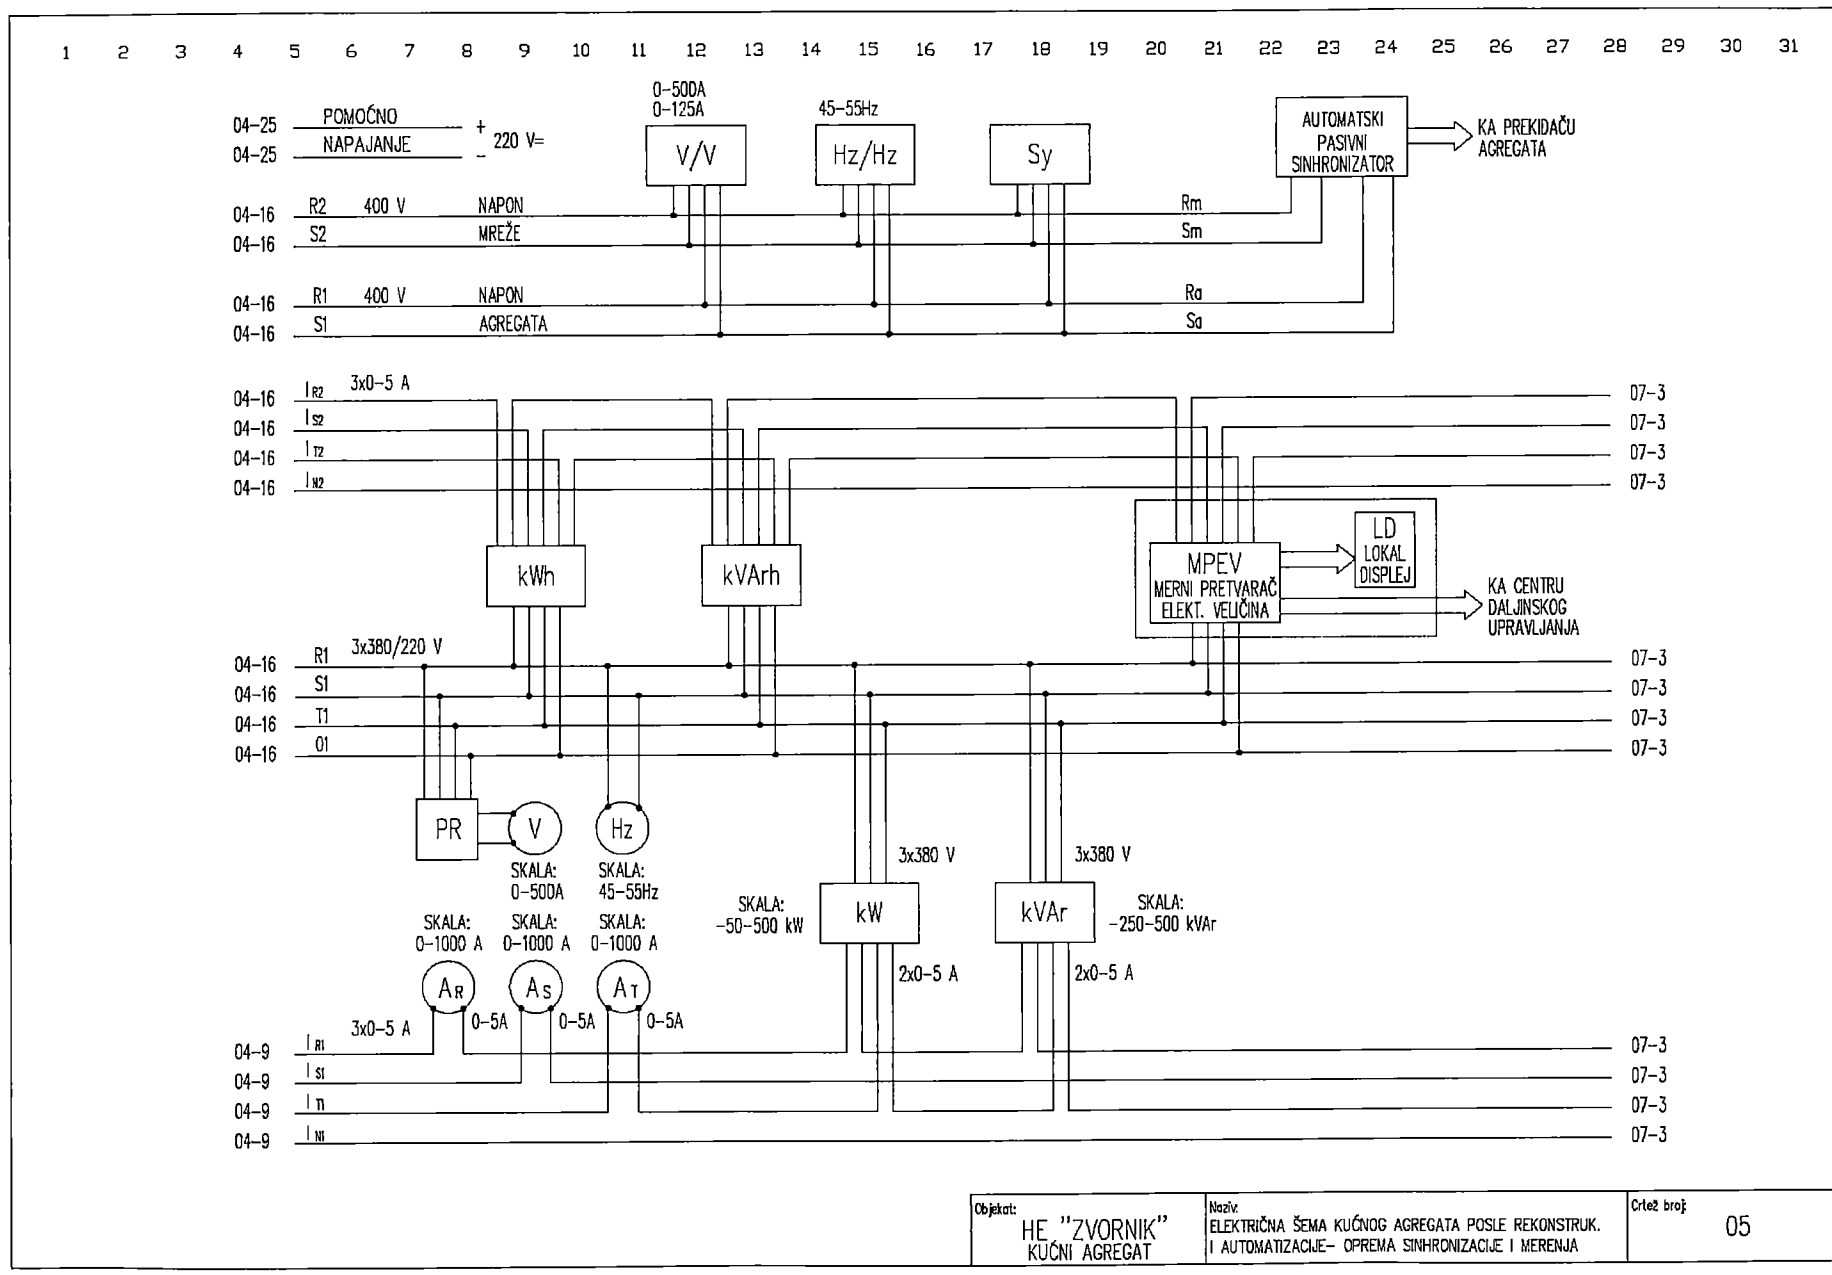 1 2 3 4 5 6 7 8 9 10 11 12 13 14 15 16 17 18 19 20 21 22 23 24 25 26 27 28 29 30 31
04-25 POMOĆNO +
04-25 NAPAJANJE -
220 V=
0-500A
0-125A
V/V
45-55Hz
Hz/Hz
Sy
AUTOMATSKI
PASIVNI
SINHRONIZATOR
KA PREKIDAČU
AGREGATA
04-16 R2 400 V NAPON Rm
04-16 S2 MREŽE Sm
04-16 R1 400 V NAPON Ra
04-16 S1 AGREGATA Sa
04-16 I R2 3x0-5 A 07-3
04-16 I S2 07-3
04-16 I T2 07-3
04-16 I N2 07-3
kWh
kVArh
MPEV
MERNI PRETVARAČ
ELEKT. VELIČINA
LD
LOKAL
DISPLEJ
KA CENTRU
DALJINSKOG
UPRAVLJANJA
04-16 R1 3x380/220 V 07-3
04-16 S1 07-3
04-16 T1 07-3
04-16 01 07-3
PR
V
Hz
SKALA:
0-500A
SKALA:
45-55Hz
3x380 V
3x380 V
SKALA:
-50-500 kW
kW
kVAr
SKALA:
-250-500 kVAr
SKALA:
0-1000 A
SKALA:
0-1000 A
SKALA:
0-1000 A
2x0-5 A
2x0-5 A
AR
AS
AT
3x0-5 A
0-5A
0-5A
0-5A
04-9 I R1 07-3
04-9 I S1 07-3
04-9 I T1 07-3
04-9 I N1 07-3
Objekat:
HE "ZVORNIK"
KUĆNI AGREGAT
Naziv:
ELEKTRIČNA ŠEMA KUĆNOG AGREGATA POSLE REKONSTRUK.
I AUTOMATIZACIJE- OPREMA SINHRONIZACIJE I MERENJA
Crtež broj:
05